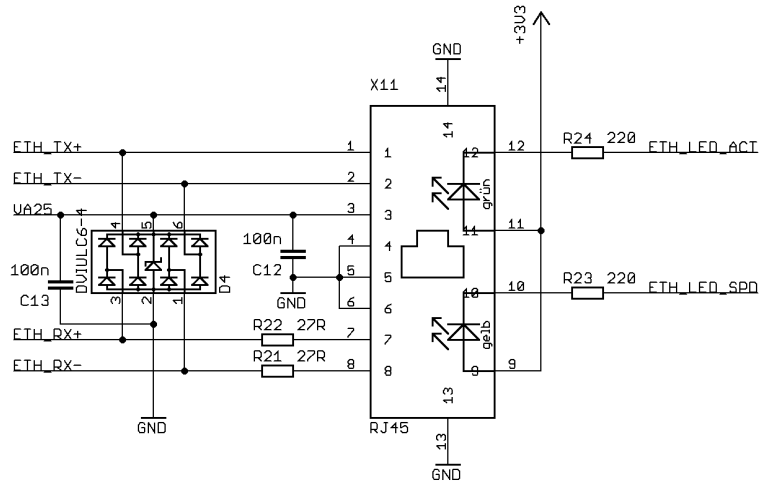 +3V3
GND
14
X11
14
R24 220
ETH_LED_ACT
ETH_TX+
1
1
12
12
ETH_TX-
2
2
grün
UA25
3
3
11
11
DVIULC6-4
4
5
6
100n
4
4
100n
C12
5
5
R23 220
ETH_LED_SPD
C13
3
2
1
D4
GND
6
6
10
10
ETH_RX+
R22 27R
7
7
gelb
ETH_RX-
R21 27R
8
8
9
9
13
GND
RJ45
13
GND